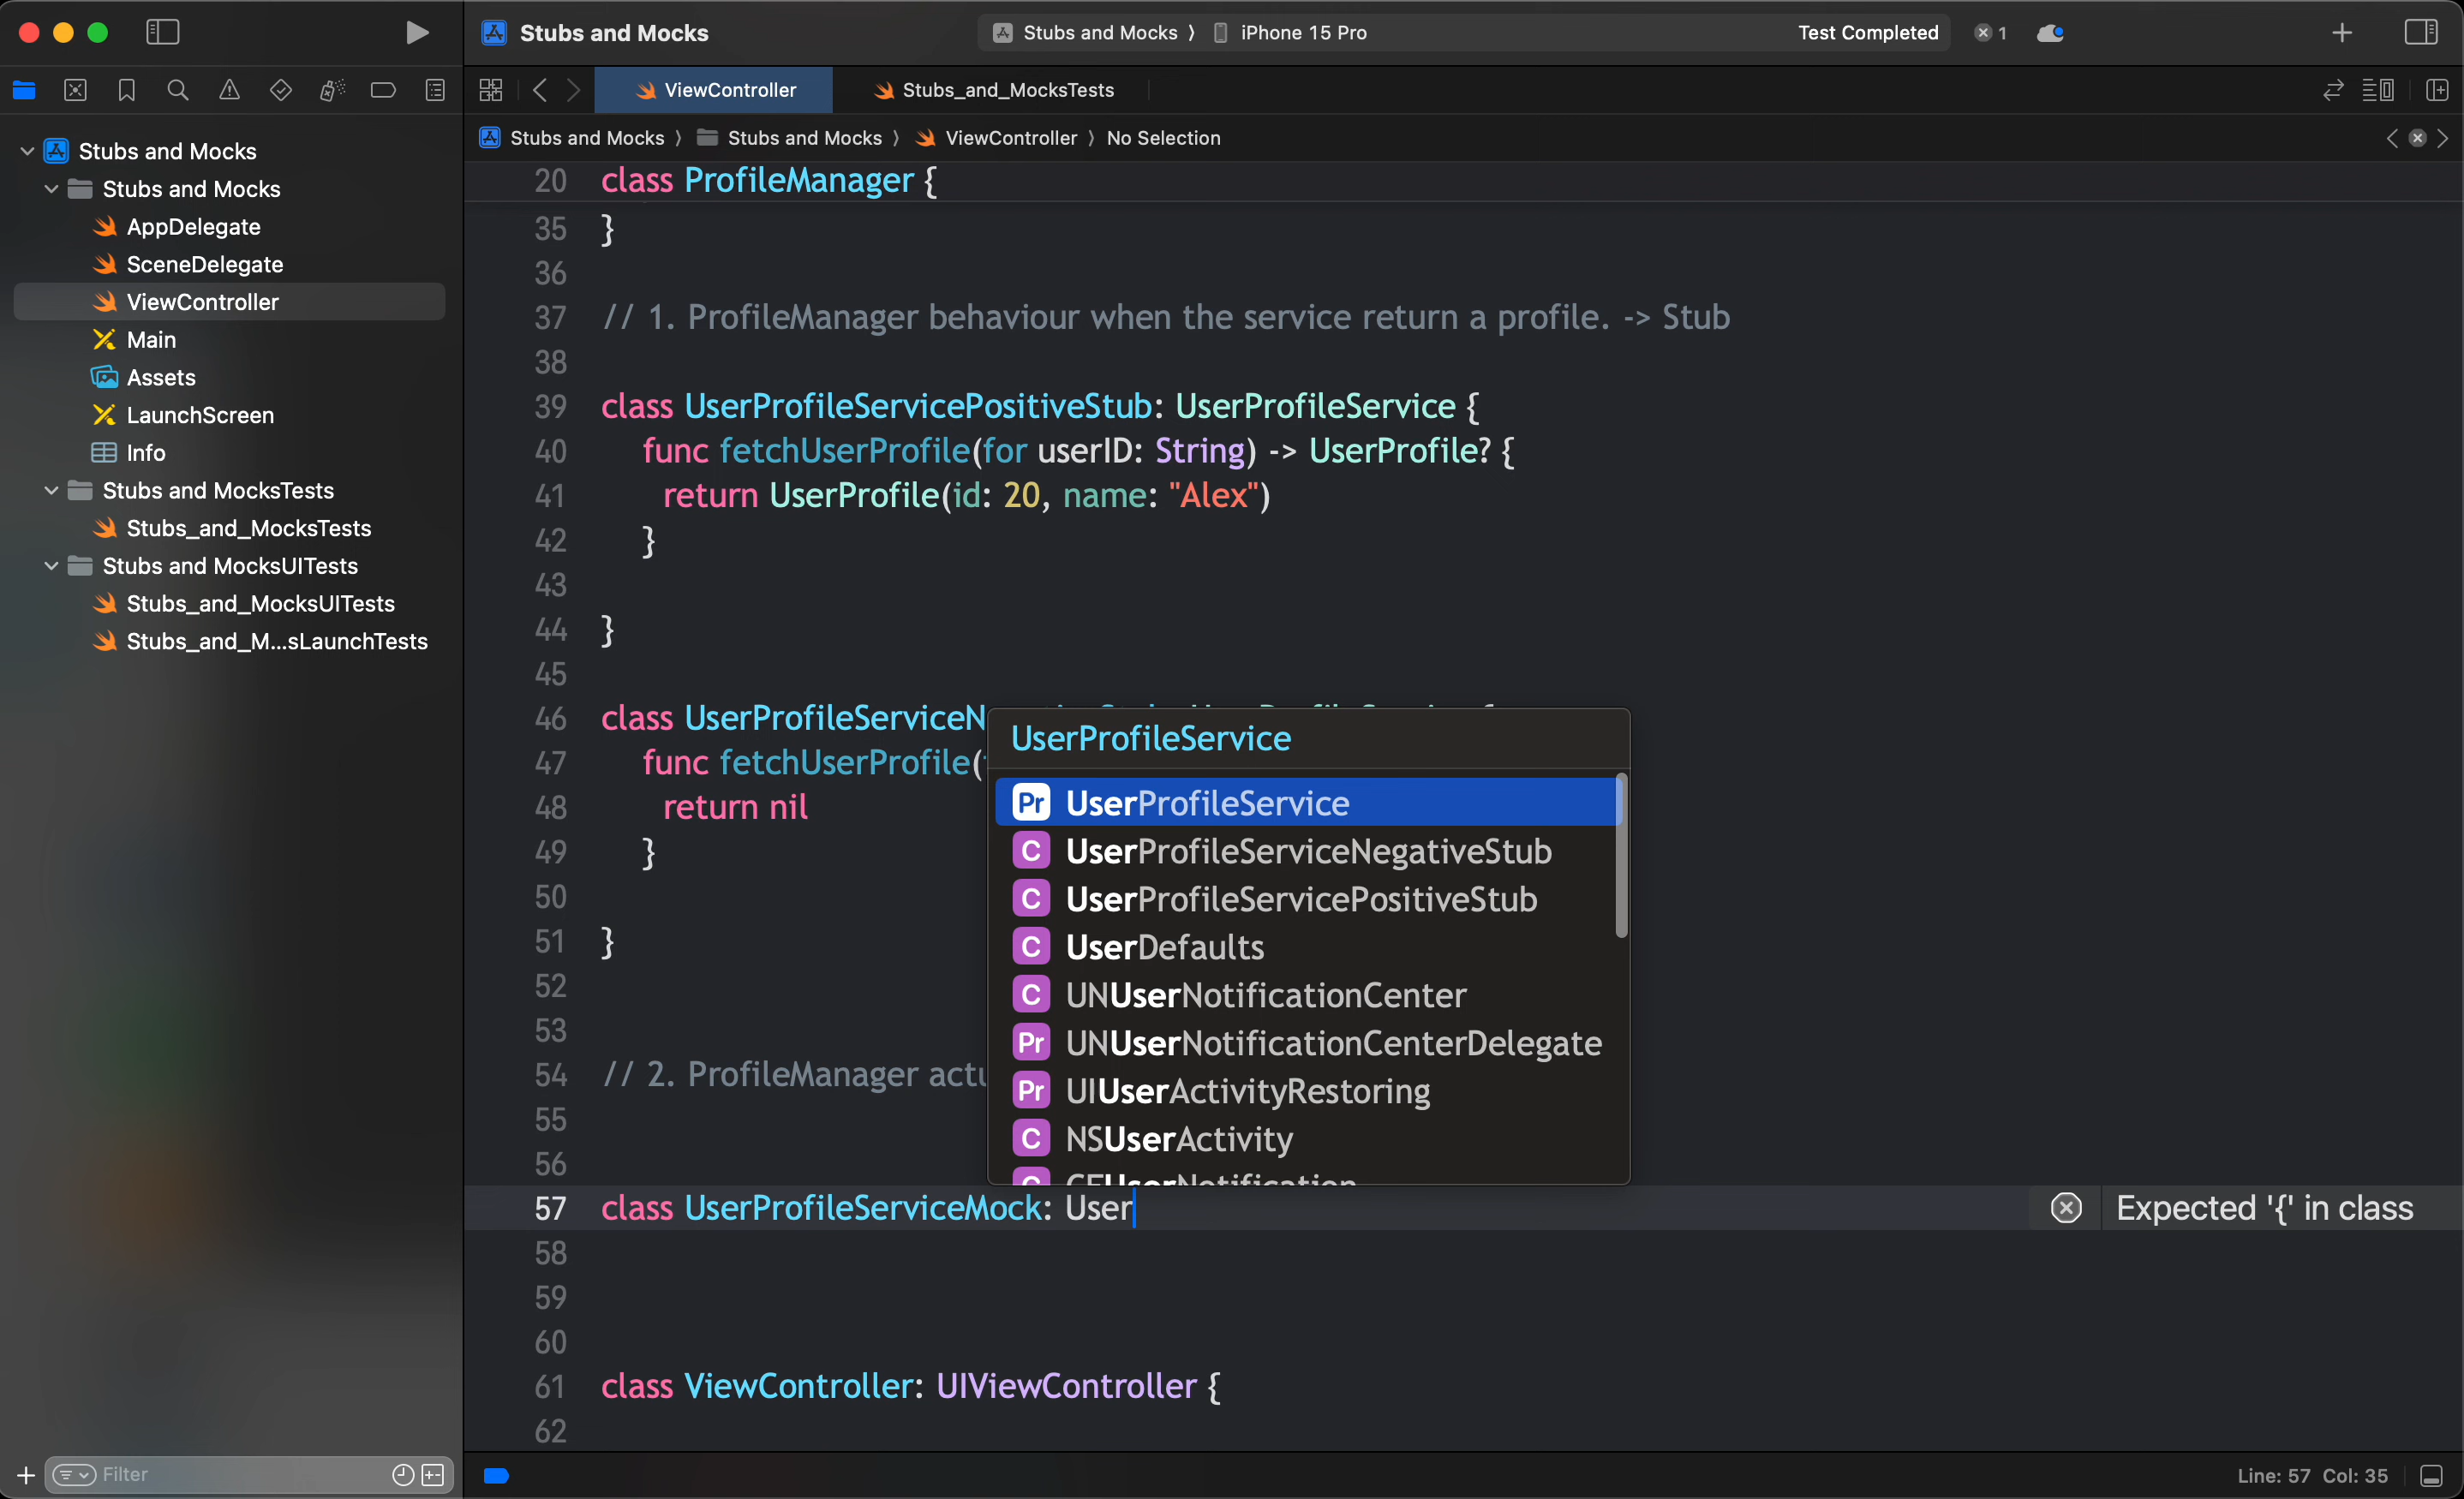 Stubs and Mocks
Stubs and Mocks 〉 iPhone 15 Pro
Test Completed
1
ViewController
Stubs_and_MocksTests
Stubs and Mocks 〉 Stubs and Mocks 〉 ViewController 〉 No Selection
Stubs and Mocks
Stubs and Mocks
AppDelegate
SceneDelegate
ViewController
Main
Assets
LaunchScreen
Info
Stubs and MocksTests
Stubs_and_MocksTests
Stubs and MocksUITests
Stubs_and_MocksUITests
Stubs_and_M...sLaunchTests
Filter
20 class ProfileManager {
35 }
36
37 // 1. ProfileManager behaviour when the service return a profile. -> Stub
38
39 class UserProfileServicePositiveStub: UserProfileService {
40 func fetchUserProfile(for userID: String) -> UserProfile? {
41 return UserProfile(id: 20, name: "Alex")
42 }
43
44 }
45
46 class UserProfileServiceN
47 func fetchUserProfile(
48 return nil
49 }
50
51 }
52
53
54 // 2. ProfileManager actu
55
56
57 class UserProfileServiceMock: User
Expected '{' in class
58
59
60
61 class ViewController: UIViewController {
62
UserProfileService
Pr UserProfileService
C UserProfileServiceNegativeStub
C UserProfileServicePositiveStub
C UserDefaults
C UNUserNotificationCenter
Pr UNUserNotificationCenterDelegate
Pr UIUserActivityRestoring
C NSUserActivity
C CFUserNotification
Line: 57 Col: 35